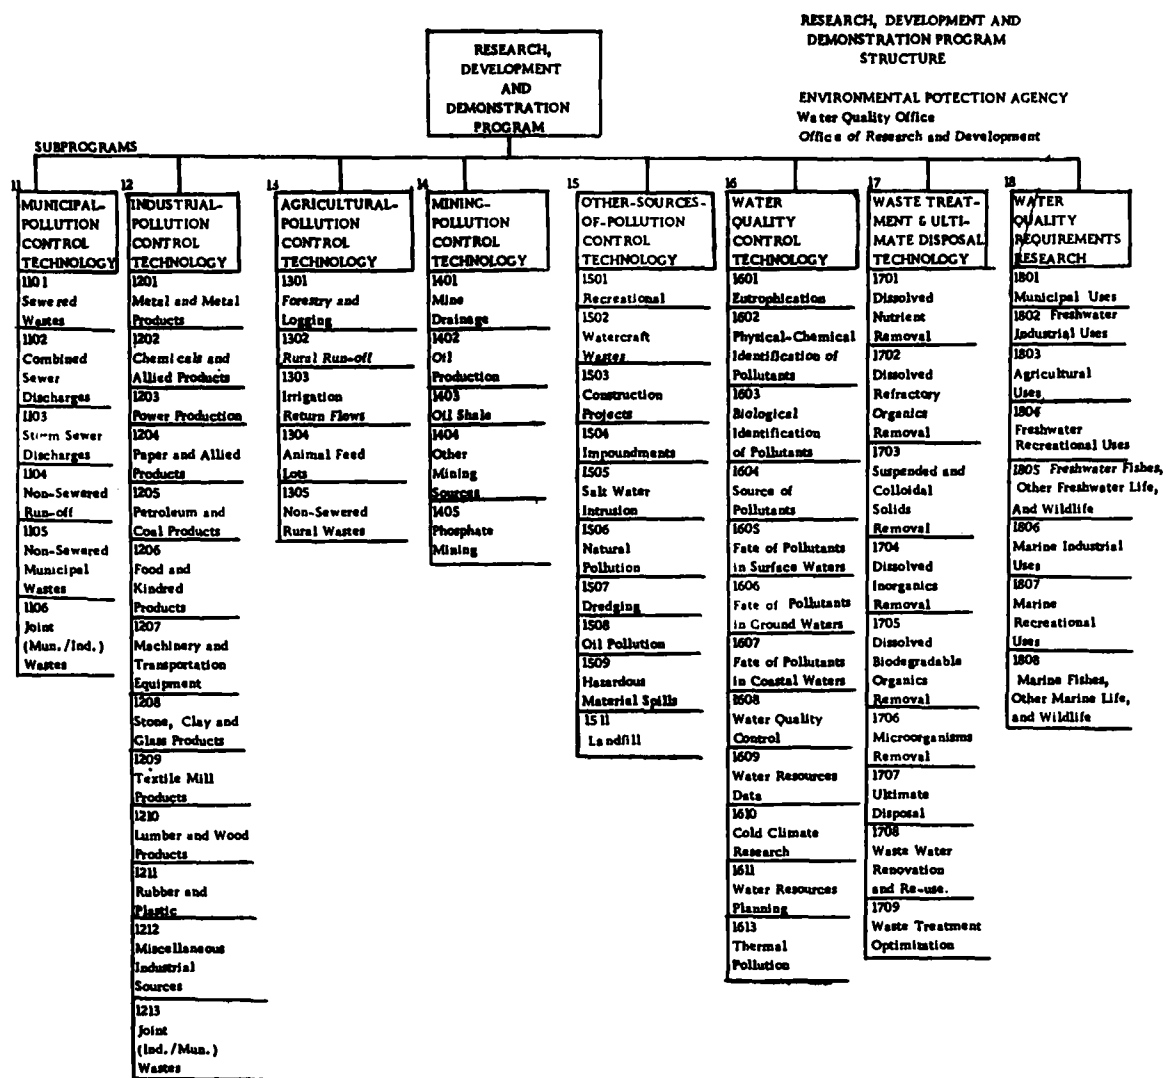 RESEARCH, DEVELOPMENT AND
DEMONSTRATION PROGRAM
STRUCTURE
ENVIRONMENTAL POTECTION AGENCY
Water Quality Office
Office of Research and Development
RESEARCH,
DEVELOPMENT
AND
DEMONSTRATION
PROGRAM
SUBPROGRAMS
11
MUNICIPAL-
POLLUTION
CONTROL
TECHNOLOGY
1101
Sewered
Wastes
1102
Combined
Sewer
Discharges
1103
Storm Sewer
Discharges
1104
Non-Sewered
Run-off
1105
Non-Sewered
Municipal
Wastes
1106
Joint
(Mun./Ind.)
Wastes
12
INDUSTRIAL-
POLLUTION
CONTROL
TECHNOLOGY
1201
Metal and Metal
Products
1202
Chemicals and
Allied Products
1203
Power Production
1204
Paper and Allied
Products
1205
Petroleum and
Coal Products
1206
Food and
Kindred
Products
1207
Machinery and
Transportation
Equipment
1208
Stone, Clay and
Glass Products
1209
Textile Mill
Products
1210
Lumber and Wood
Products
1211
Rubber and
Plastic
1212
Miscellaneous
Industrial
Sources
1213
Joint
(Ind./Mun.)
Wastes
13
AGRICULTURAL-
POLLUTION
CONTROL
TECHNOLOGY
1301
Forestry and
Logging
1302
Rural Run-off
1303
Irrigation
Return Flows
1304
Animal Feed
Lots
1305
Non-Sewered
Rural Wastes
14
MINING-
POLLUTION
CONTROL
TECHNOLOGY
1401
Mine
Drainage
1402
Oil
Production
1403
Oil Shale
1404
Other
Mining
Sources
1405
Phosphate
Mining
15
OTHER-SOURCES-
OF-POLLUTION
CONTROL
TECHNOLOGY
1501
Recreational
1502
Watercraft
Wastes
1503
Construction
Projects
1504
Impoundments
1505
Salt Water
Intrusion
1506
Natural
Pollution
1507
Dredging
1508
Oil Pollution
1509
Hazardous
Material Spills
1511
Landfill
16
WATER
QUALITY
CONTROL
TECHNOLOGY
1601
Eutrophication
1602
Physical-Chemical
Identification of
Pollutants
1603
Biological
Identification
of Pollutants
1604
Source of
Pollutants
1605
Fate of Pollutants
in Surface Waters
1606
Fate of Pollutants
in Ground Waters
1607
Fate of Pollutants
in Coastal Waters
1608
Water Quality
Control
1609
Water Resources
Data
1610
Cold Climate
Research
1611
Water Resources
Planning
1613
Thermal
Pollution
17
WASTE TREAT-
MENT & ULTI-
MATE DISPOSAL
TECHNOLOGY
1701
Dissolved
Nutrient
Removal
1702
Dissolved
Refractory
Organics
Removal
1703
Suspended and
Colloidal
Solids
Removal
1704
Dissolved
Inorganics
Removal
1705
Dissolved
Biodegradable
Organics
Removal
1706
Microorganisms
Removal
1707
Ultimate
Disposal
1708
Waste Water
Renovation
and Re-use.
1709
Waste Treatment
Optimization
18
WATER
QUALITY
REQUIREMENTS
RESEARCH
1801
Municipal Uses
1802 Freshwater
Industrial Uses
1803
Agricultural
Uses
1804
Freshwater
Recreational Uses
1805 Freshwater Fishes,
Other Freshwater Life,
And Wildlife
1806
Marine Industrial
Uses
1807
Marine
Recreational
Uses
1808
Marine Fishes,
Other Marine Life,
and Wildlife